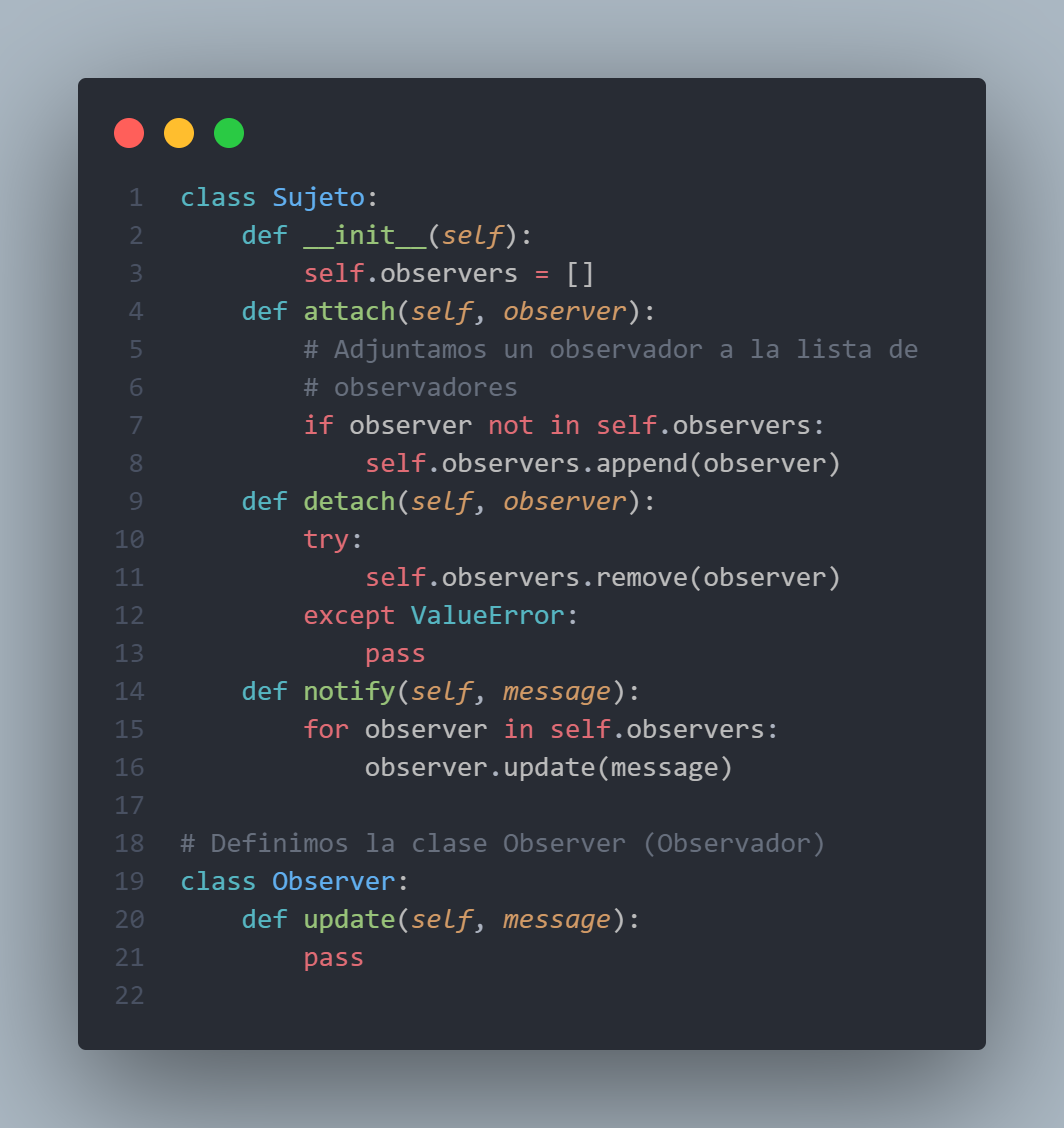 1 class Sujeto:
2     def __init__(self):
3         self.observers = []
4     def attach(self, observer):
5         # Adjuntamos un observador a la lista de
6         # observadores
7         if observer not in self.observers:
8             self.observers.append(observer)
9     def detach(self, observer):
10         try:
11             self.observers.remove(observer)
12         except ValueError:
13             pass
14     def notify(self, message):
15         for observer in self.observers:
16             observer.update(message)
17
18 # Definimos la clase Observer (Observador)
19 class Observer:
20     def update(self, message):
21         pass
22